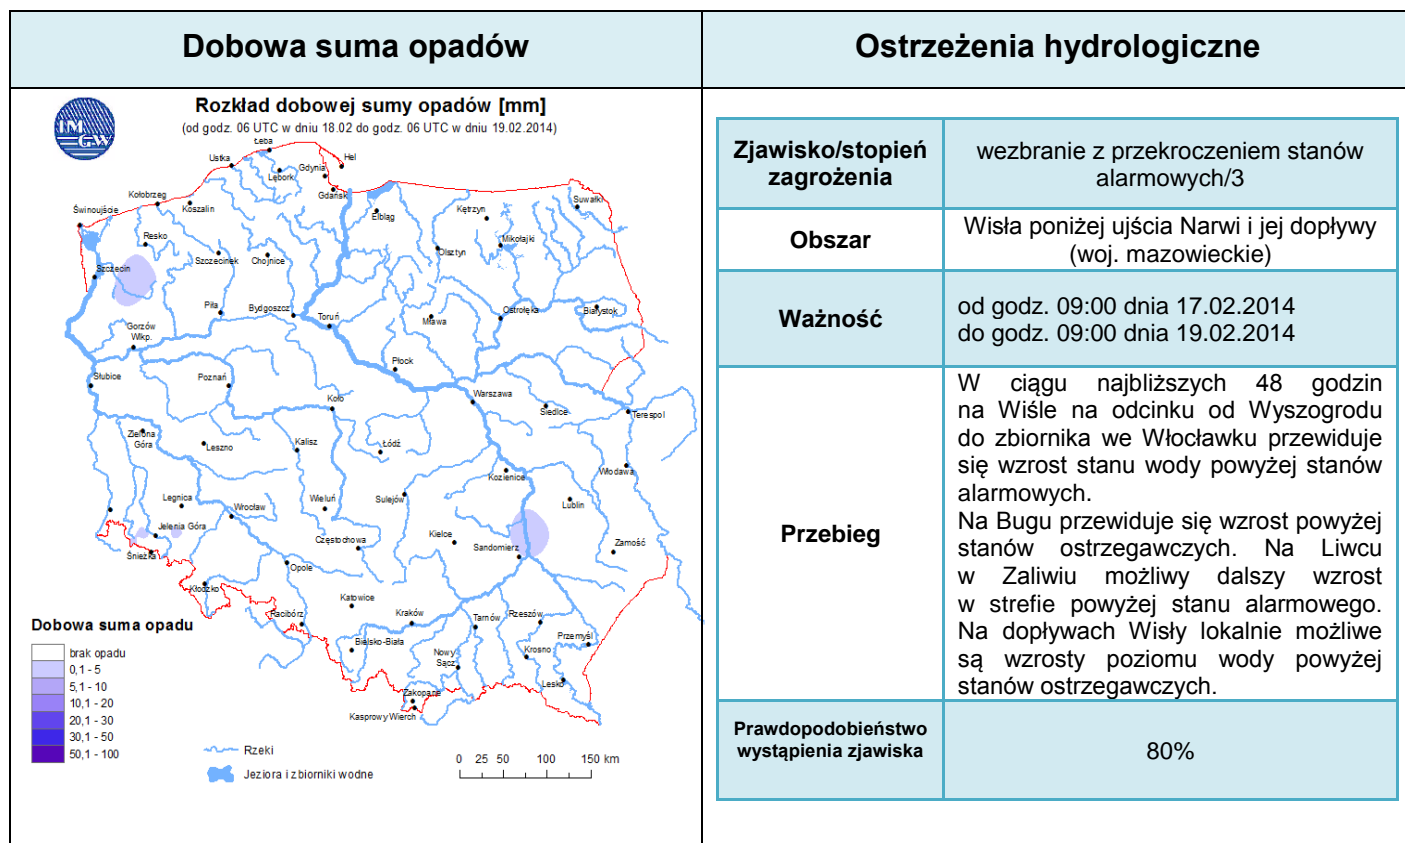 Dobowa suma opadów
Rozkład dobowej sumy opadów [mm]
(od godz. 06 UTC w dniu 18.02 do godz. 06 UTC w dniu 19.02.2014)
IM
GW
Łeba
Ustka
Hel
Gdynia
Lębork
Gdańsk
Kołobrzeg
Koszalin
Świnoujście
Elbląg
Kętrzyn
Suwałki
Resko
Mikołajki
Szczecinek
Chojnice
Olsztyn
Szczecin
Piła
Bydgoszcz
Toruń
Mława
Ostrołęka
Białystok
Gorzów
Wlkp.
Płock
Słubice
Poznań
Koło
Warszawa
Siedlce
Terespol
Zielona
Góra
Leszno
Kalisz
Łódź
Kozienice
Włodawa
Legnica
Wrocław
Wieluń
Sulejów
Lublin
Jelenia Góra
Częstochowa
Kielce
Sandomierz
Zamość
Śnieżka
Opole
Kłodzko
Katowice
Racibórz
Kraków
Tarnów
Rzeszów
Bielsko-Biała
Przemyśl
Nowy
Sącz
Krosno
Lesko
Zakopane
Kasprowy Wierch
Dobowa suma opadu
brak opadu
0,1 - 5
5,1 - 10
10,1 - 20
20,1 - 30
30,1 - 50
50,1 - 100
Rzeki
Jeziora i zbiorniki wodne
0 25 50 100 150 km
Ostrzeżenia hydrologiczne
Zjawisko/stopień
zagrożenia
wezbranie z przekroczeniem stanów
alarmowych/3
Obszar
Wisła poniżej ujścia Narwi i jej dopływy
(woj. mazowieckie)
Ważność
od godz. 09:00 dnia 17.02.2014
do godz. 09:00 dnia 19.02.2014
Przebieg
W ciągu najbliższych 48 godzin
na Wiśle na odcinku od Wyszogrodu
do zbiornika we Włocławku przewiduje
się wzrost stanu wody powyżej stanów
alarmowych.
Na Bugu przewiduje się wzrost powyżej
stanów ostrzegawczych. Na Liwcu
w Zaliwiu możliwy dalszy wzrost
w strefie powyżej stanu alarmowego.
Na dopływach Wisły lokalnie możliwe
są wzrosty poziomu wody powyżej
stanów ostrzegawczych.
Prawdopodobieństwo
wystąpienia zjawiska
80%